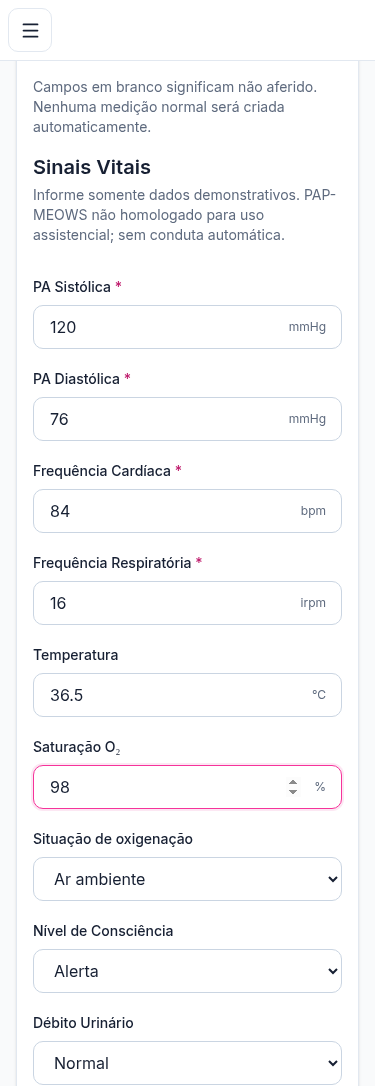 Campos em branco significam não aferido.
Nenhuma medição normal será criada
automaticamente.
Sinais Vitais
Informe somente dados demonstrativos. PAP-
MEOWS não homologado para uso
assistencial; sem conduta automática.
PA Sistólica *
120 mmHg
PA Diastólica *
76 mmHg
Frequência Cardíaca *
84 bpm
Frequência Respiratória *
16 irpm
Temperatura
36.5 °C
Saturação O₂
98 %
Situação de oxigenação
Ar ambiente
Nível de Consciência
Alerta
Débito Urinário
Normal